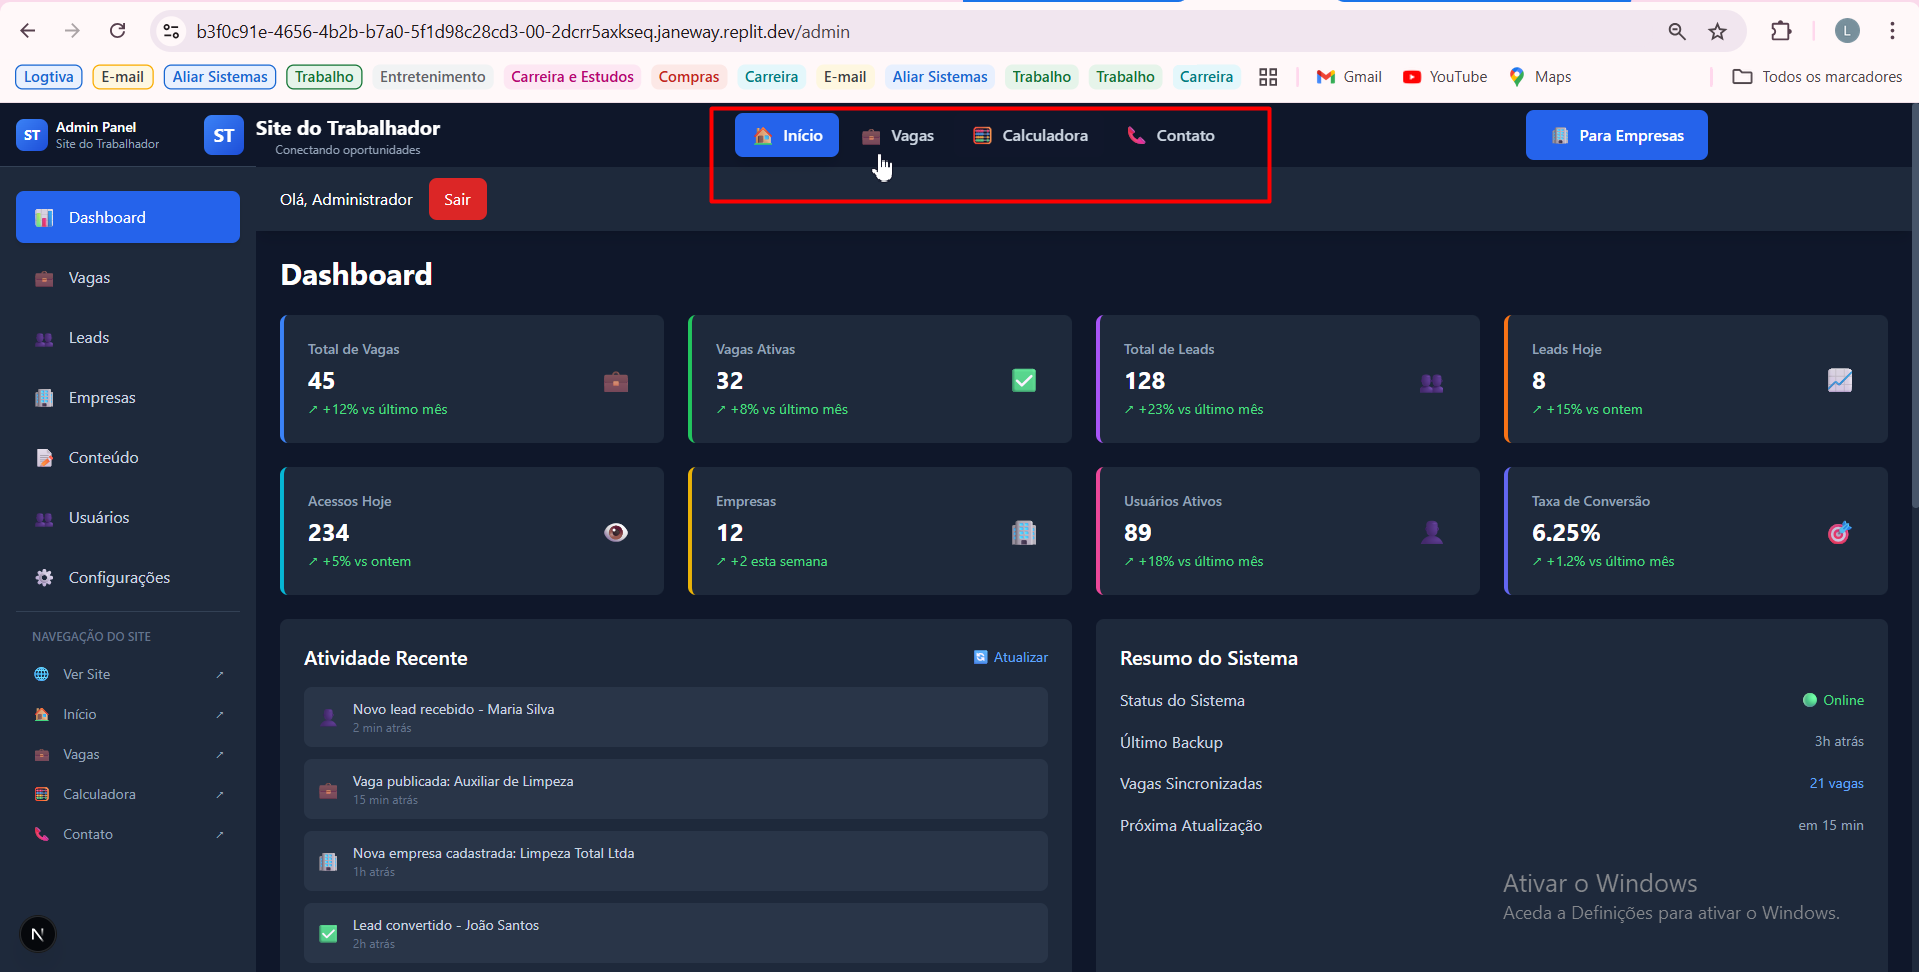 b3f0c91e-4656-4b2b-b7a0-5f1d98c28cd3-00-2dcrr5axkseq.janeway.replit.dev/admin
L
Logtiva E-mail Aliar Sistemas Trabalho Entretenimento Carreira e Estudos Compras Carreira E-mail Aliar Sistemas Trabalho Trabalho Carreira Gmail YouTube Maps Todos os marcadores
ST Admin Panel
Site do Trabalhador
ST Site do Trabalhador
Conectando oportunidades
Início Vagas Calculadora Contato
Para Empresas
Olá, Administrador Sair
Dashboard
Vagas
Leads
Empresas
Conteúdo
Usuários
Configurações
NAVEGAÇÃO DO SITE
Ver Site ↗
Início ↗
Vagas ↗
Calculadora ↗
Contato ↗
N
Dashboard
Total de Vagas
45
↗ +12% vs último mês
Vagas Ativas
32
↗ +8% vs último mês
Total de Leads
128
↗ +23% vs último mês
Leads Hoje
8
↗ +15% vs ontem
Acessos Hoje
234
↗ +5% vs ontem
Empresas
12
↗ +2 esta semana
Usuários Ativos
89
↗ +18% vs último mês
Taxa de Conversão
6.25%
↗ +1.2% vs último mês
Atividade Recente Atualizar
Novo lead recebido - Maria Silva
2 min atrás
Vaga publicada: Auxiliar de Limpeza
15 min atrás
Nova empresa cadastrada: Limpeza Total Ltda
1h atrás
Lead convertido - João Santos
2h atrás
Resumo do Sistema
Status do Sistema Online
Último Backup 3h atrás
Vagas Sincronizadas 21 vagas
Próxima Atualização em 15 min
Ativar o Windows
Aceda a Definições para ativar o Windows.